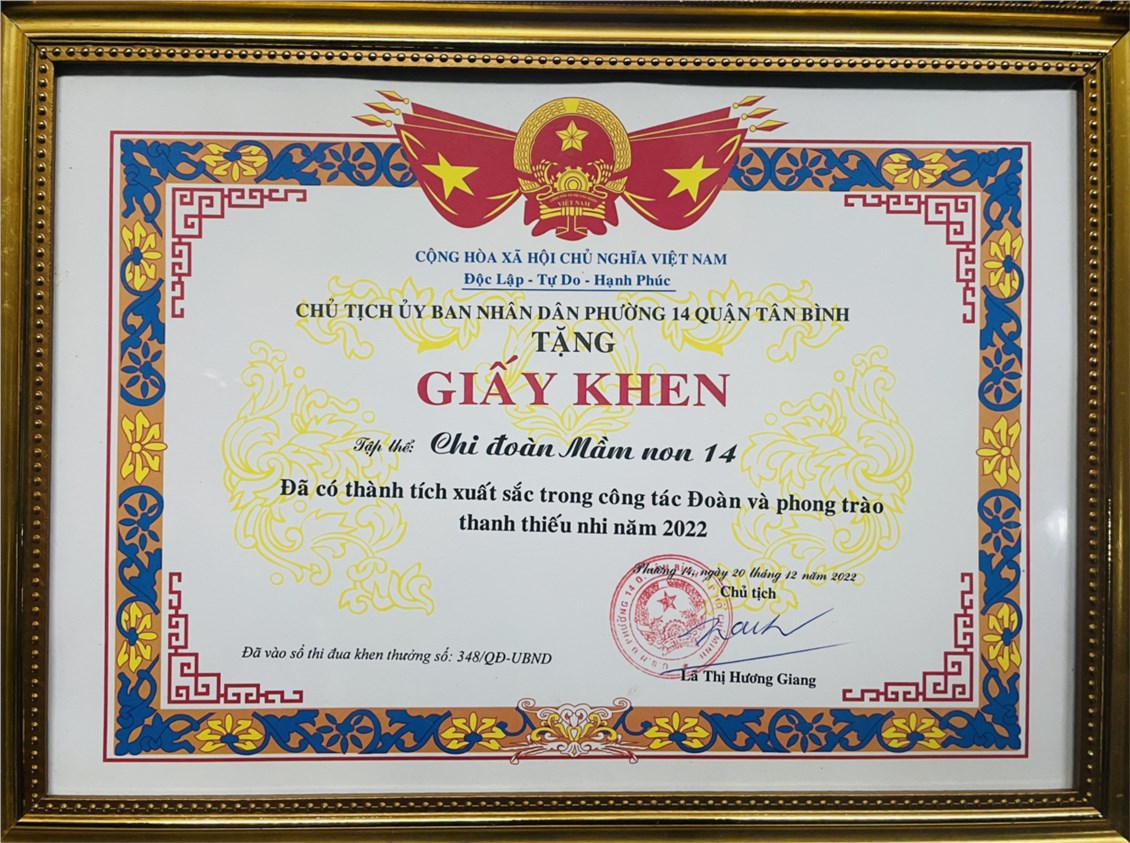 VIỆT NAM
CỘNG HÒA XÃ HỘI CHỦ NGHĨA VIỆT NAM
Độc Lập - Tự Do - Hạnh Phúc
CHỦ TỊCH ỦY BAN NHÂN DÂN PHƯỜNG 14 QUẬN TÂN BÌNH
TẶNG
GIẤY KHEN
Tập thể: Chi đoàn Mầm non 14
Đã có thành tích xuất sắc trong công tác Đoàn và phong trào
thanh thiếu nhi năm 2022
Phường 14, ngày 20 tháng 12 năm 2022
Chủ tịch
U.B.N.D PHƯỜNG 14 Q.
Đã vào sổ thi đua khen thưởng số: 348/QĐ-UBND
Lã Thị Hương Giang